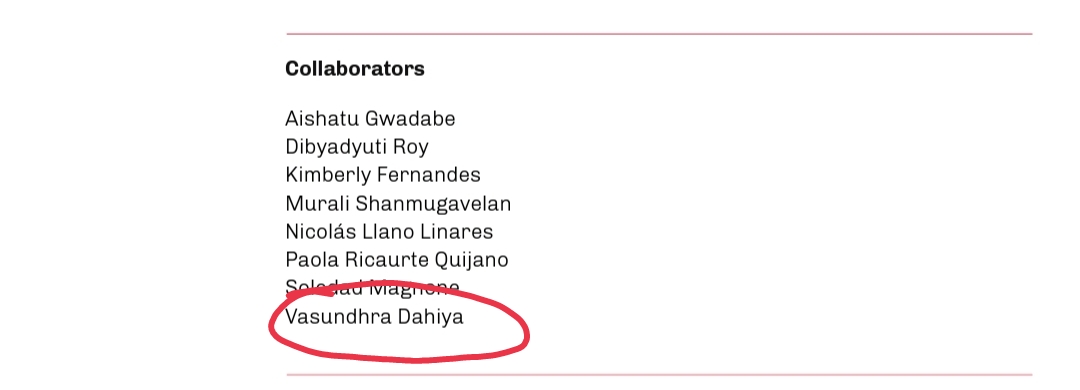 Collaborators
Aishatu Gwadabe
Dibyadyuti Roy
Kimberly Fernandes
Murali Shanmugavelan
Nicolás Llano Linares
Paola Ricaurte Quijano
Soledad Magnone
Vasundhra Dahiya